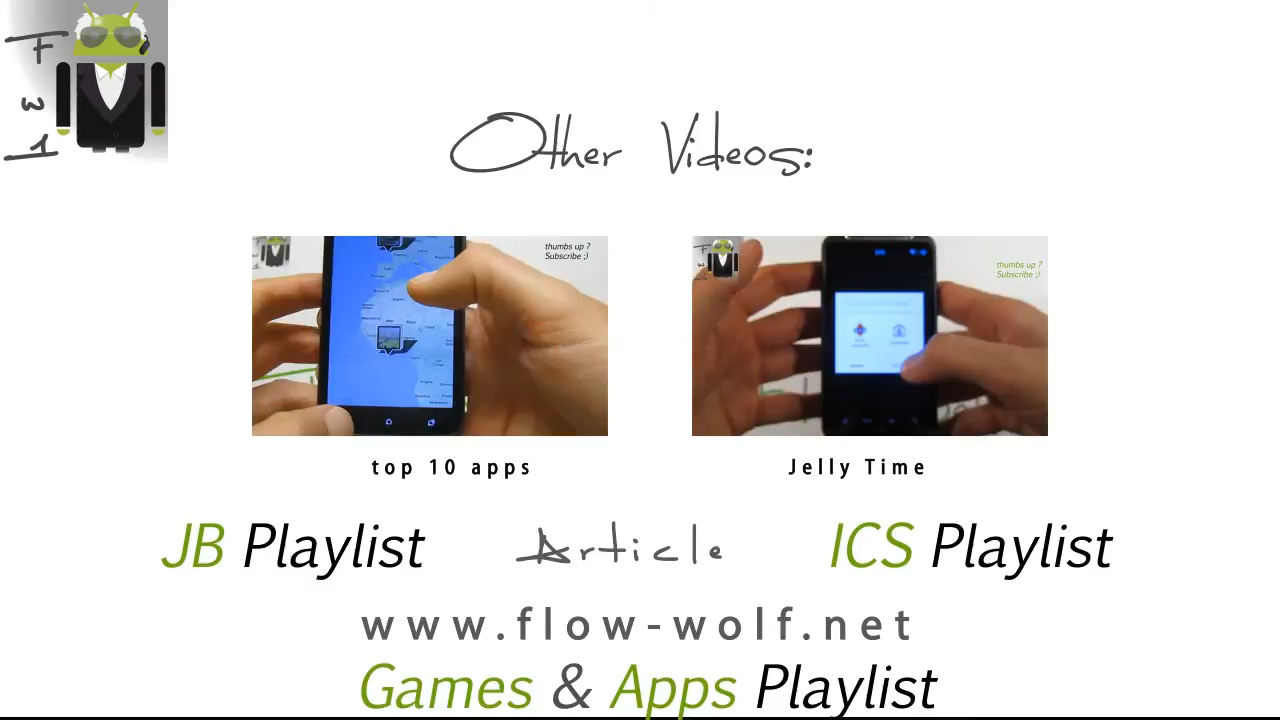 F
w
1
Other Videos:
thumbs up ?
Subscribe ;)
thumbs up ?
Subscribe ;)
top 10 apps
Jelly Time
JB Playlist
Article
ICS Playlist
www.flow-wolf.net
Games & Apps Playlist